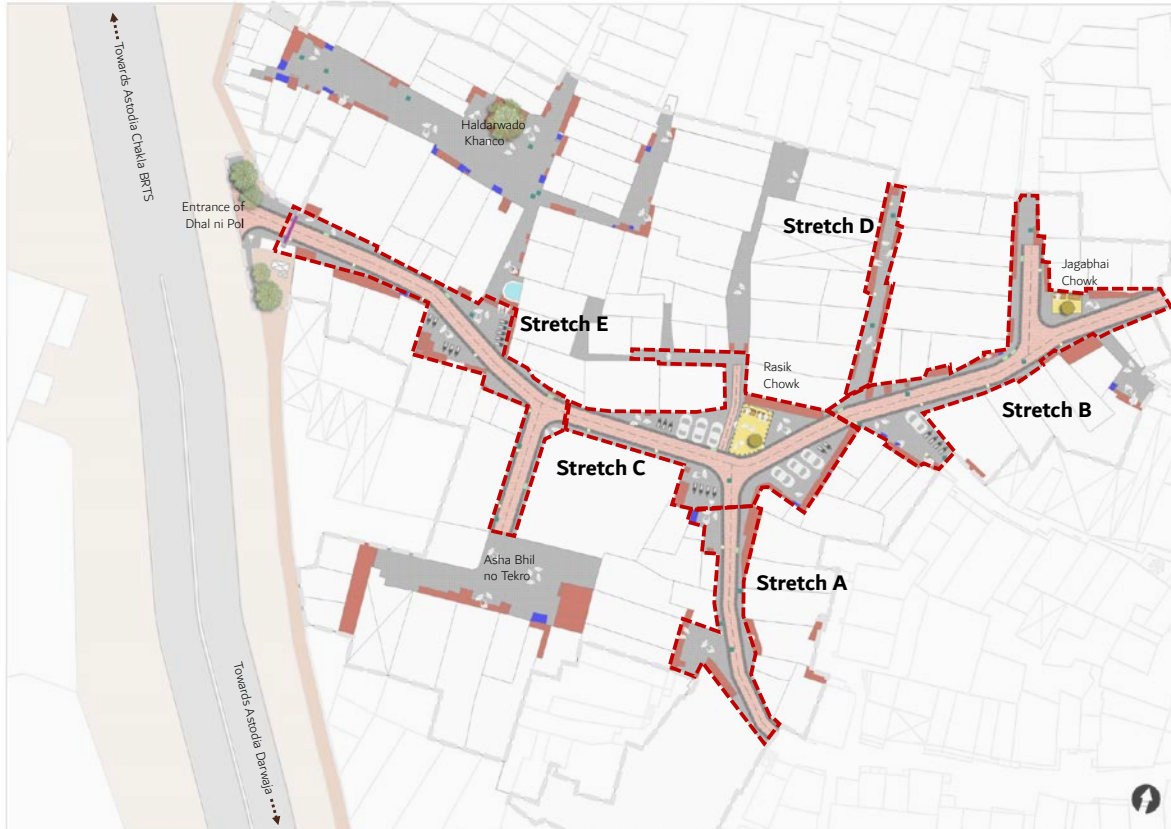 Towards Astodia Chakla BRTS
Haldarwado
Khanco
Entrance of
Dhal ni Pol
Stretch D
Jagabhai
Chowk
Stretch E
Rasik
Chowk
Stretch B
Stretch C
Asha Bhil
no Tekro
Stretch A
Towards Astodia Darwaja